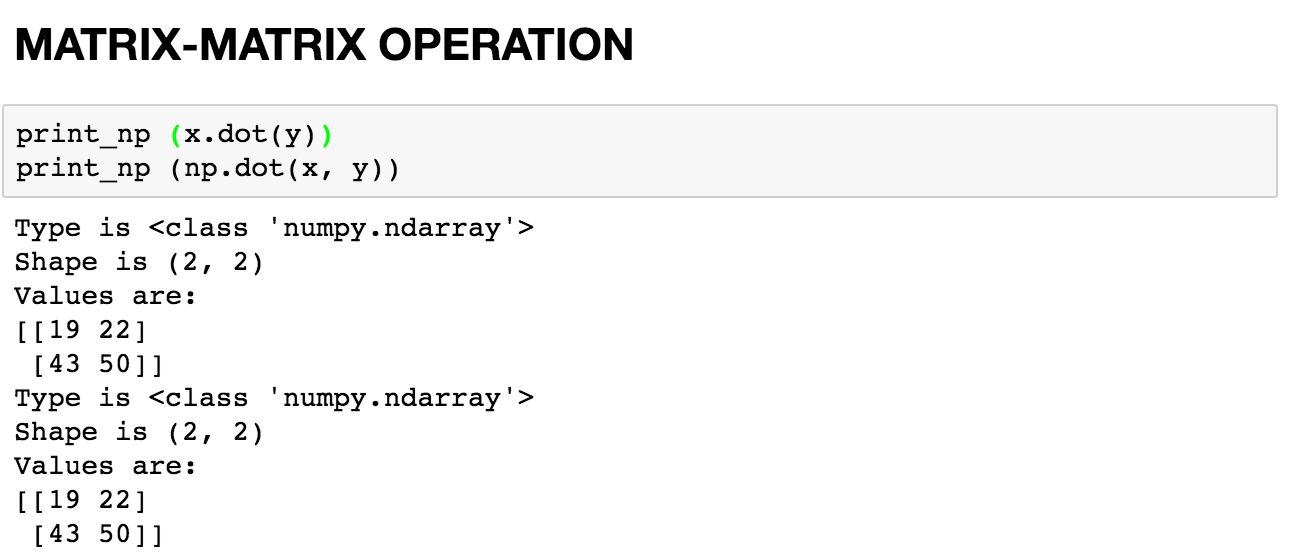 MATRIX-MATRIX OPERATION
print_np (x.dot(y))
print_np (np.dot(x, y))
Type is <class 'numpy.ndarray'>
Shape is (2, 2)
Values are:
[[19 22]
 [43 50]]
Type is <class 'numpy.ndarray'>
Shape is (2, 2)
Values are:
[[19 22]
 [43 50]]